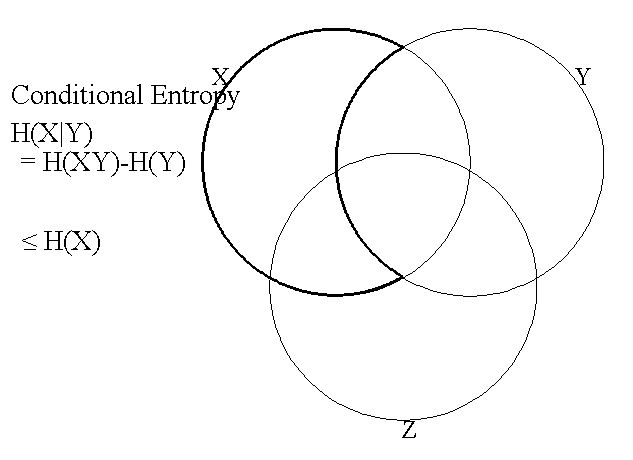 X
Y
Conditional Entropy
H(X|Y)
= H(XY)-H(Y)
≤ H(X)
Z